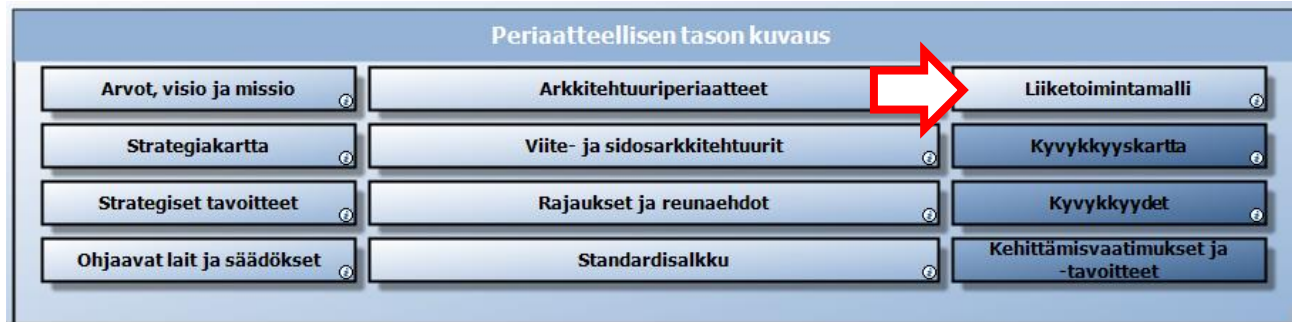 Periaatteellisen tason kuvaus
Arvot, visio ja missio
Arkkitehtuuriperiaatteet
Liiketoimintamalli
Strategiakartta
Viite- ja sidosarkkitehtuurit
Kyvykkyyskartta
Strategiset tavoitteet
Rajaukset ja reunaehdot
Kyvykkyydet
Ohjaavat lait ja säädökset
Standardisalkku
Kehittämisvaatimukset ja
-tavoitteet